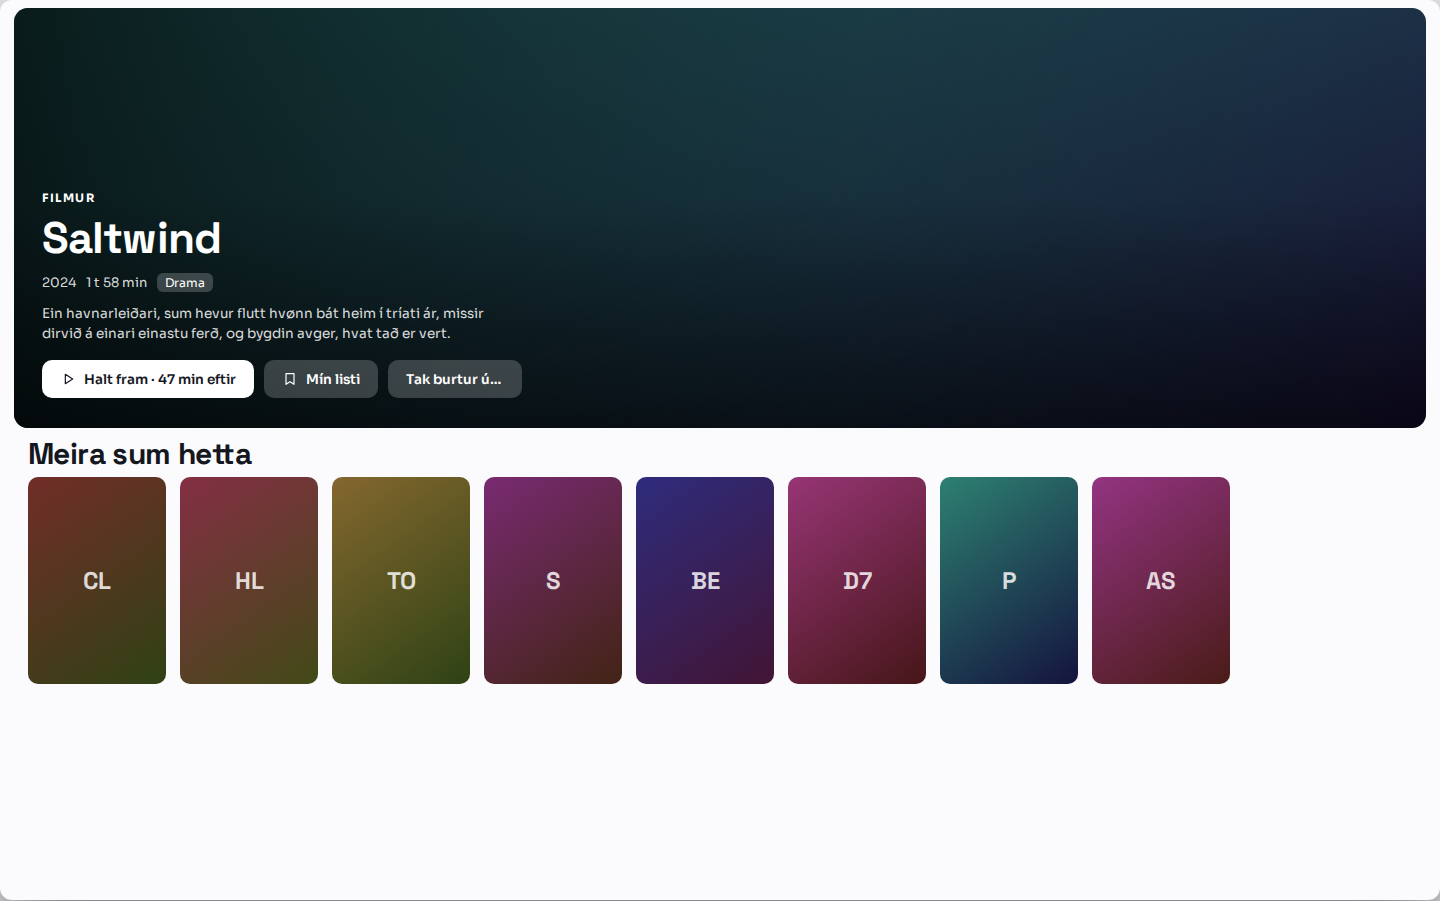 FILMUR
Saltwind
2024 1 t 58 min Drama
Ein havnarleiðari, sum hevur flutt hvønn bát heim í tríati ár, missir
dirvið á einari einastu ferð, og bygdin avger, hvat tað er vert.
Halt fram · 47 min eftir Mín listi Tak burtur ú…
Meira sum hetta
CL HL TO S BE D7 P AS